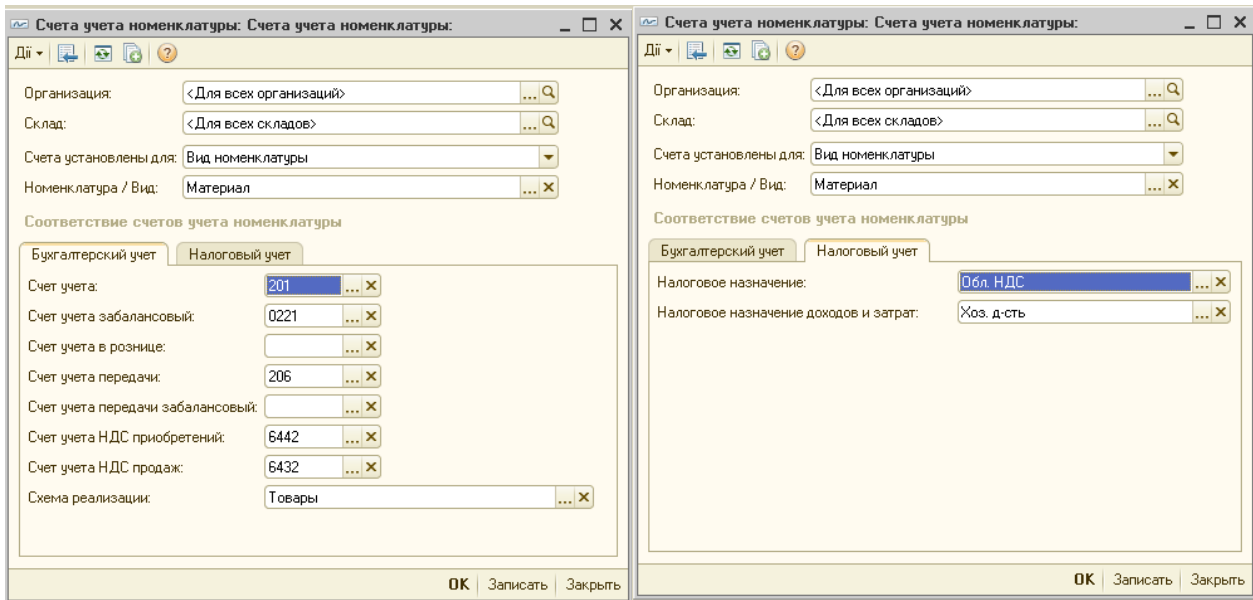 Счета учета номенклатуры: Счета учета номенклатуры:
Дії
Организация: <Для всех организаций> ...
Склад: <Для всех складов> ...
Счета установлены для: Вид номенклатуры
Номенклатура / Вид: Материал ...
Соответствие счетов учета номенклатуры
Бухгалтерский учет Налоговый учет
Счет учета: 201 ...
Счет учета забалансовый: 0221 ...
Счет учета в рознице: ...
Счет учета передачи: 206 ...
Счет учета передачи забалансовый: ...
Счет учета НДС приобретений: 6442 ...
Счет учета НДС продаж: 6432 ...
Схема реализации: Товары ...
OK Записать Закрыть
Счета учета номенклатуры: Счета учета номенклатуры:
Дії
Организация: <Для всех организаций> ...
Склад: <Для всех складов> ...
Счета установлены для: Вид номенклатуры
Номенклатура / Вид: Материал ...
Соответствие счетов учета номенклатуры
Бухгалтерский учет Налоговый учет
Налоговое назначение: Обл. НДС ...
Налоговое назначение доходов и затрат: Хоз. д-сть ...
OK Записать Закрыть